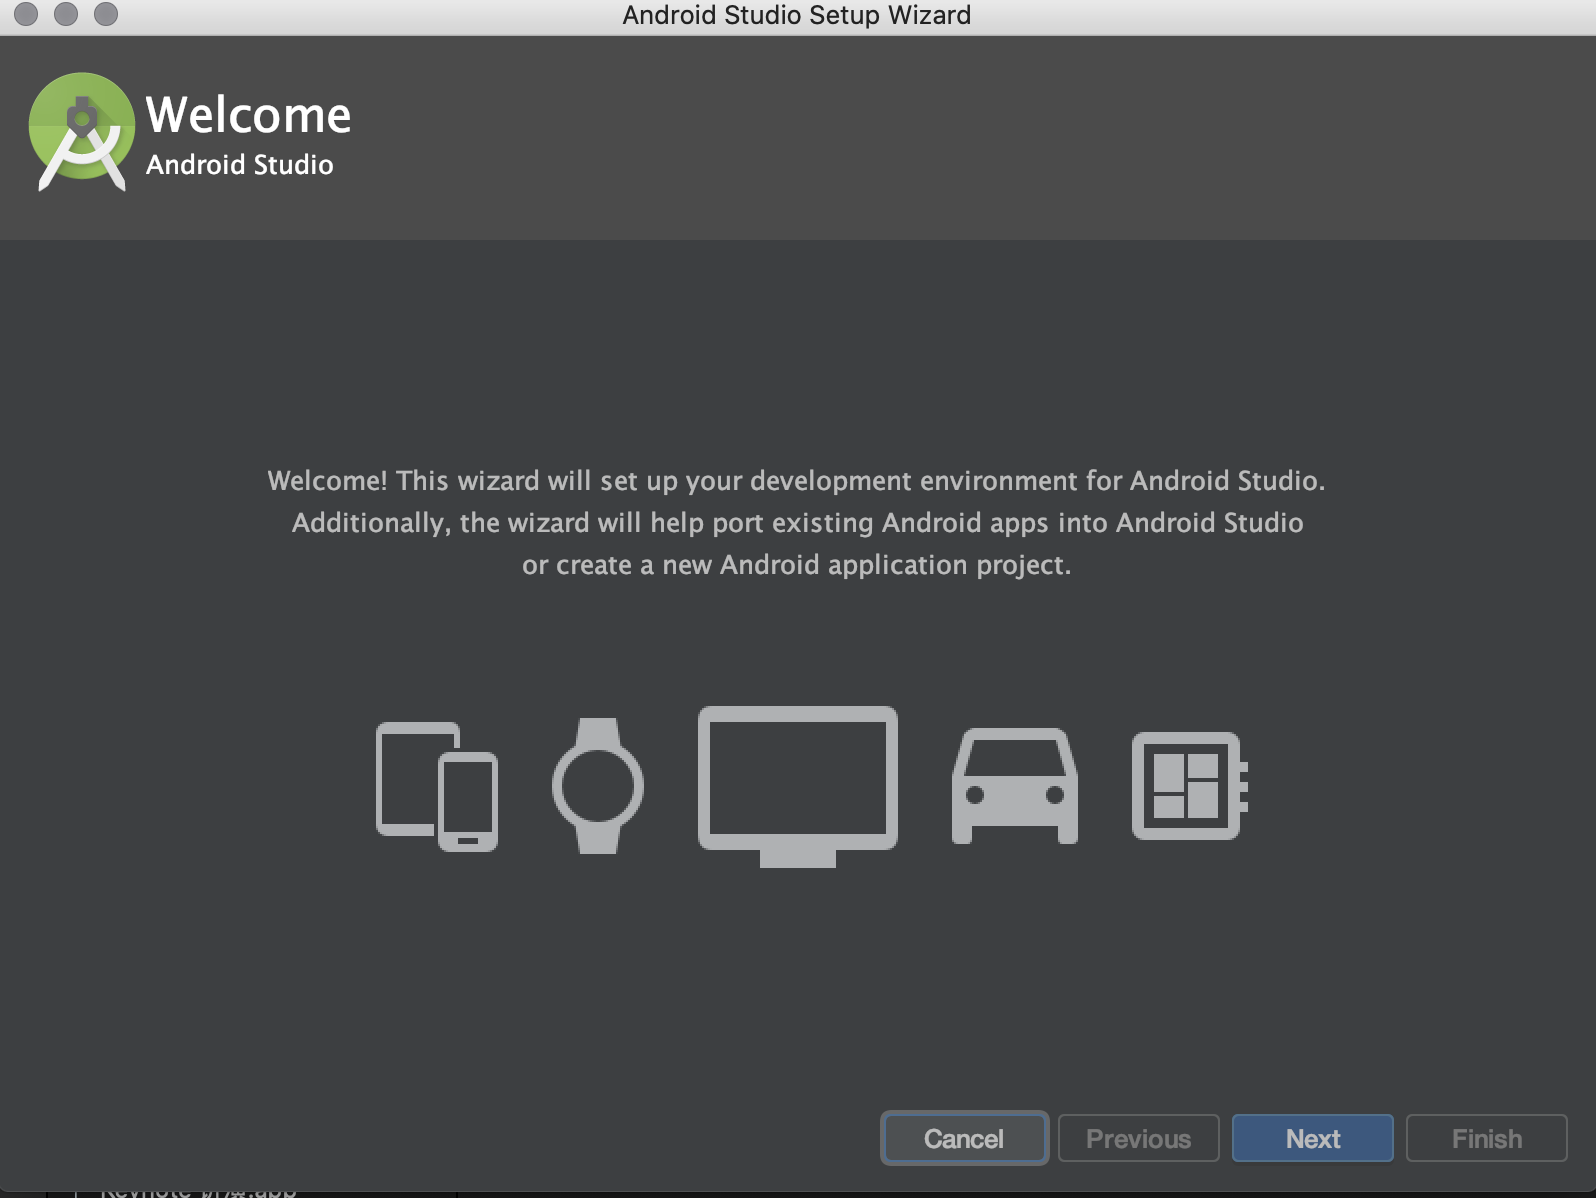 Android Studio Setup Wizard
Welcome
Android Studio
Welcome! This wizard will set up your development environment for Android Studio.
Additionally, the wizard will help port existing Android apps into Android Studio
or create a new Android application project.
Cancel
Previous
Next
Finish